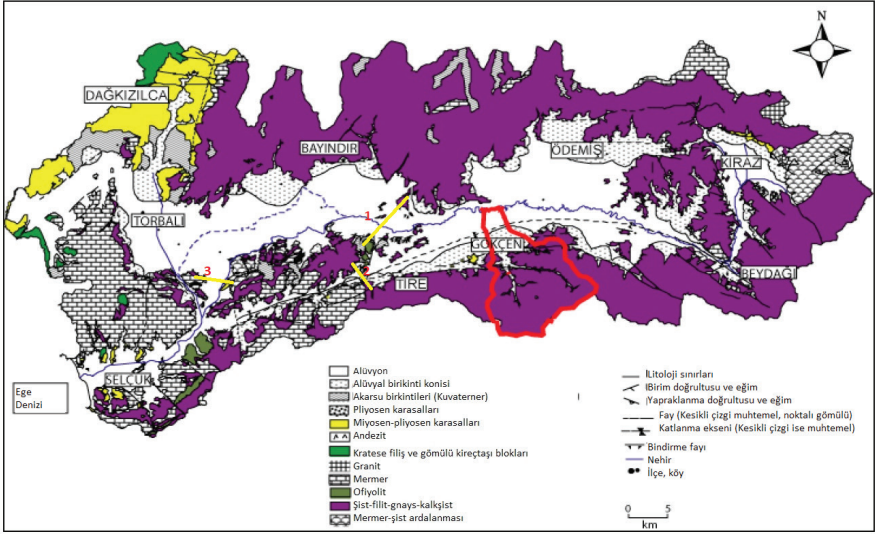 N
DAĞKIZILCA
BAYINDIR
ÖDEMİŞ
KİRAZ
TORBALI
1
GÖKÇEN
3
2
TİRE
BEYDAĞI
SELÇUK
Ege
Denizi
Alüvyon
Alüvyal birikinti konisi
Akarsu birkintileri (Kuvaterner)
Pliyosen karasalları
Miyosen-pliyosen karasalları
Andezit
Kratese filiş ve gömülü kireçtaşı blokları
Granit
Mermer
Ofiyolit
Şist-filit-gnays-kalkşist
Mermer-şist ardalanması
Litoloji sınırları
Birim doğrultusu ve eğim
Yapraklanma doğrultusu ve eğim
Fay (Kesikli çizgi muhtemel, noktalı gömülü)
Katlanma ekseni (Kesikli çizgi ise muhtemel)
Bindirme fayı
Nehir
İlçe, köy
0 5
km